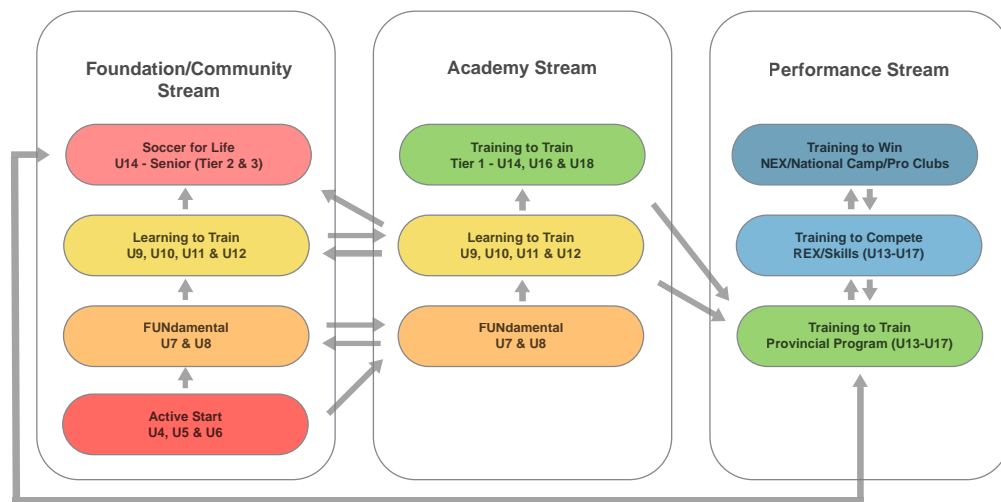 Foundation/Community
Stream
Soccer for Life
U14 - Senior (Tier 2 & 3)
Learning to Train
U9, U10, U11 & U12
FUNdamental
U7 & U8
Active Start
U4, U5 & U6
Academy Stream
Training to Train
Tier 1 - U14, U16 & U18
Learning to Train
U9, U10, U11 & U12
FUNdamental
U7 & U8
Performance Stream
Training to Win
NEX/National Camp/Pro Clubs
Training to Compete
REX/Skills (U13-U17)
Training to Train
Provincial Program (U13-U17)